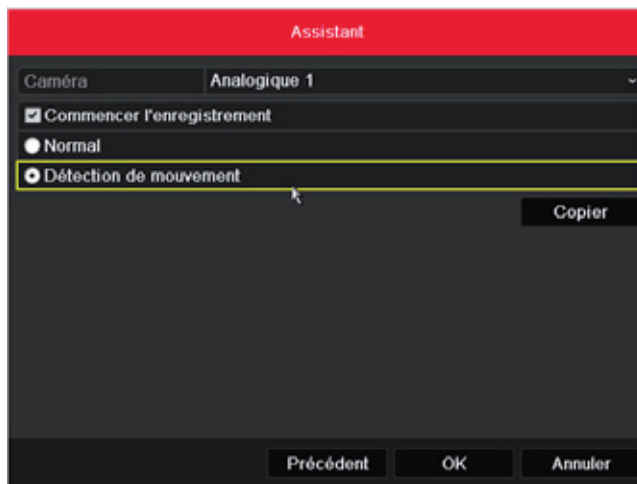 Assistant
Caméra Analogique 1
Commencer l'enregistrement
Normal
Détection de mouvement
Copier
Précédent OK Annuler